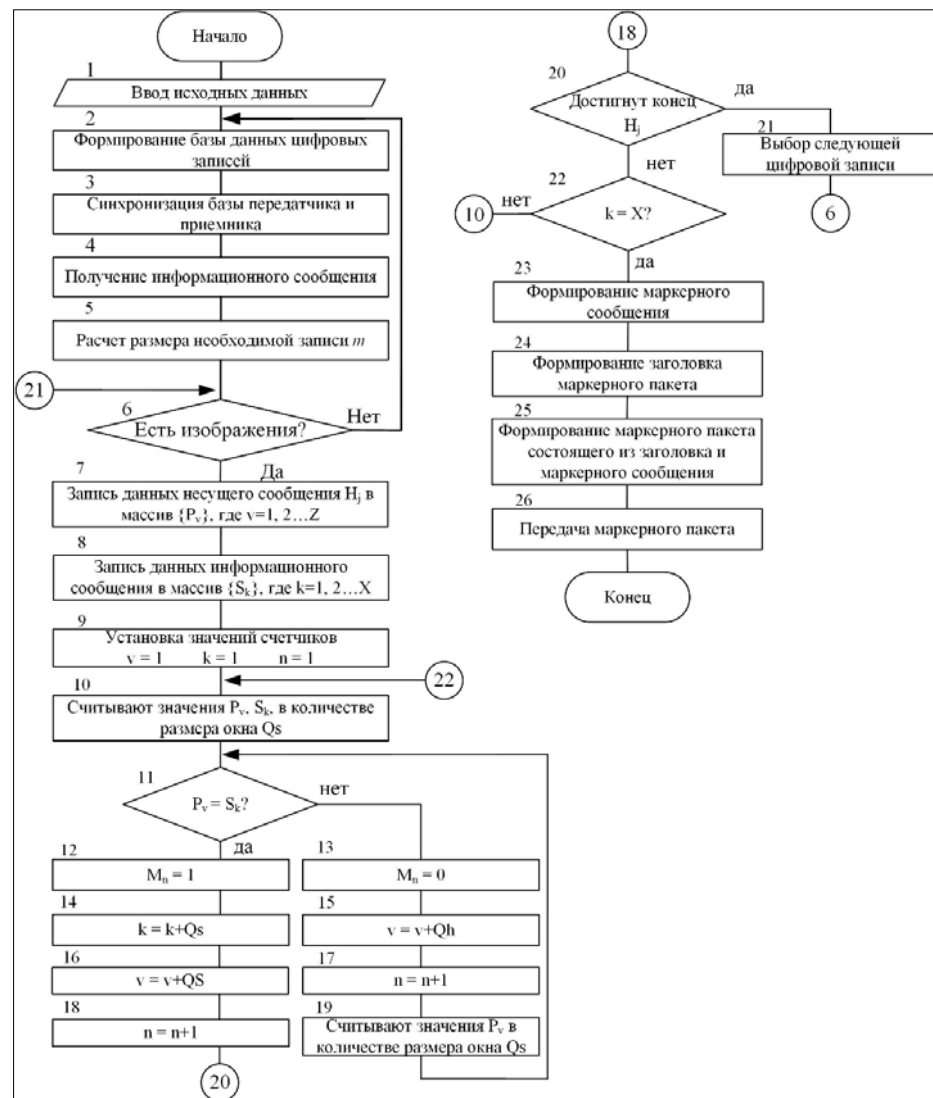 Начало
1
Ввод исходных данных
2
Формирование базы данных цифровых
записей
3
Синхронизация базы передатчика и
приемника
4
Получение информационного сообщения
5
Расчет размера необходимой записи m
21
6
Есть изображения?
Нет
Да
7
Запись данных несущего сообщения Hj в
массив {Pv}, где v=1, 2...Z
8
Запись данных информационного
сообщения в массив {Sk}, где k=1, 2...X
9
Установка значений счетчиков
v = 1 k = 1 n = 1
22
10
Считывают значения Pv, Sk, в количестве
размера окна Qs
11
Pv = Sk?
нет
да
12
Mn = 1
13
Mn = 0
14
k = k+Qs
15
v = v+Qh
16
v = v+QS
17
n = n+1
18
n = n+1
19
Считывают значения Pv в
количестве размера окна Qs
20
18
20
Достигнут конец
Hj
да
21
Выбор следующей
цифровой записи
6
нет
22
k = X?
нет
10
да
23
Формирование маркерного
сообщения
24
Формирование заголовка
маркерного пакета
25
Формирование маркерного пакета
состоящего из заголовка и
маркерного сообщения
26
Передача маркерного пакета
Конец